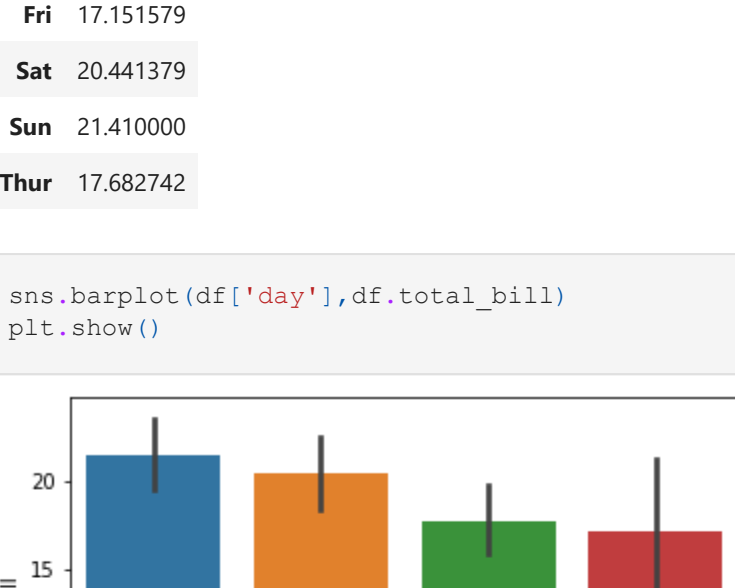 Fri 17.151579
Sat 20.441379
Sun 21.410000
Thur 17.682742
sns.barplot(df['day'],df.total_bill)
plt.show()
20
15